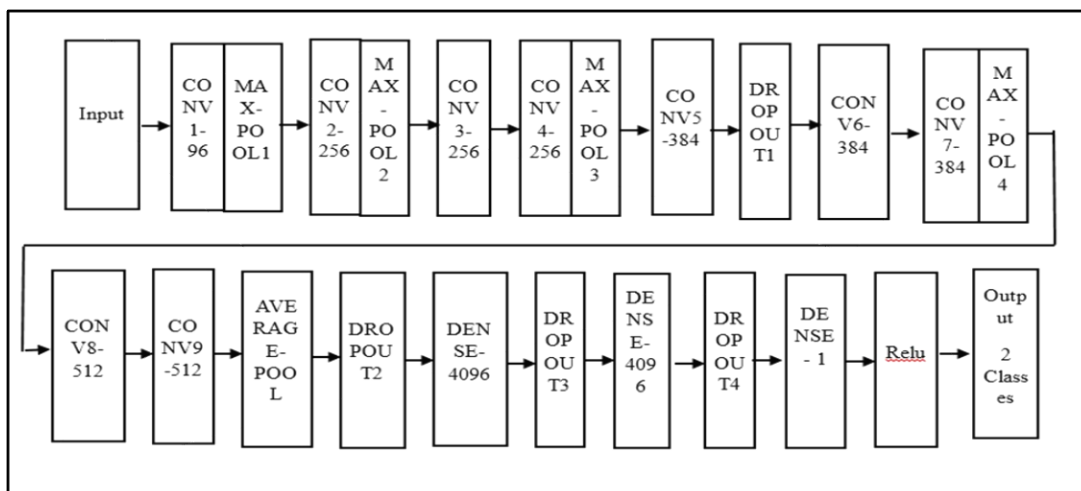 Input
CO
NV
1-
96
MA
X-
PO
OL1
CO
NV
2-
256
M
AX
-
PO
OL
2
CO
NV
3-
256
CO
NV
4-
256
M
AX
-
PO
OL
3
CO
NV5
-384
DR
OP
OU
T1
CON
V6-
384
CO
NV
7-
384
M
AX
-
PO
OL
4
CON
V8-
512
CO
NV9
-512
AVE
RAG
E-
POO
L
DRO
POU
T2
DEN
SE-
4096
DR
OP
OU
T3
DE
NS
E-
409
6
DR
OP
OU
T4
DE
NSE
- 1
Relu
Outp
ut
2
Class
es